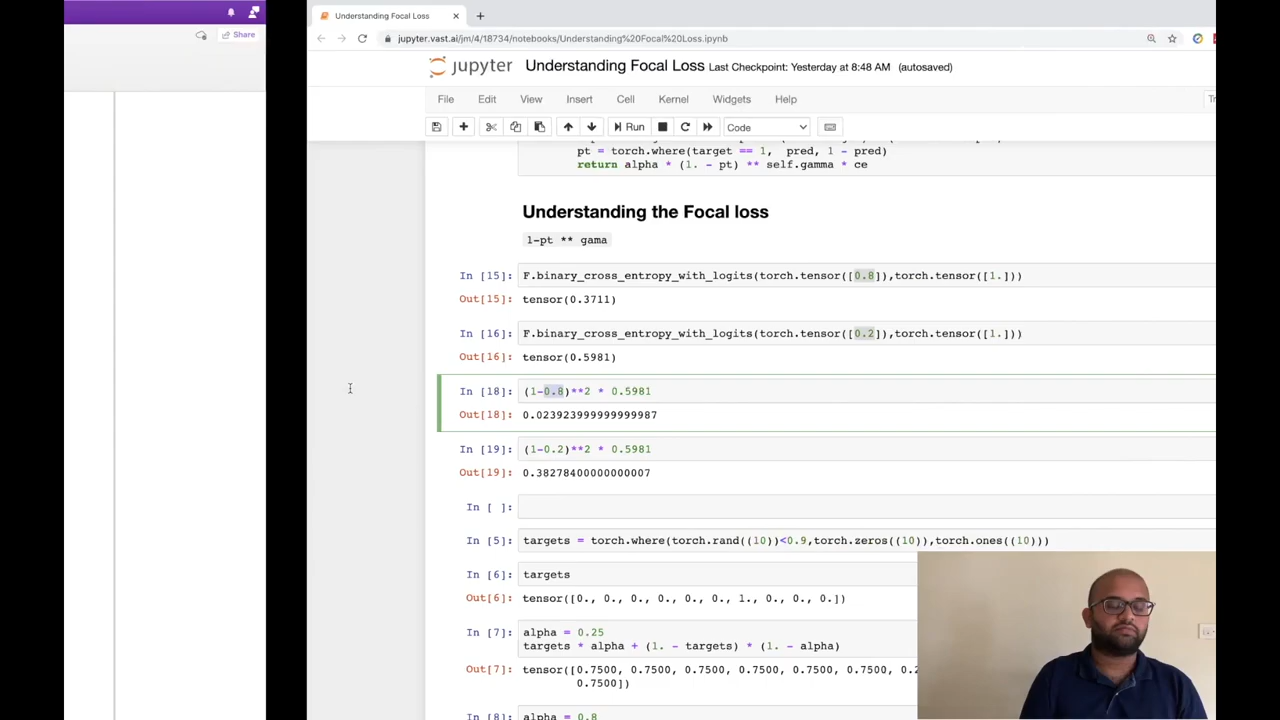 Share
Understanding Focal Loss
jupyter.vast.ai/jm/4/18734/notebooks/Understanding%20Focal%20Loss.ipynb
jupyter Understanding Focal Loss Last Checkpoint: Yesterday at 8:48 AM (autosaved)
File Edit View Insert Cell Kernel Widgets Help
Run Code
pt = torch.where(target == 1, pred, 1 - pred)
return alpha * (1. - pt) ** self.gamma * ce
Understanding the Focal loss
1-pt ** gama
In [15]: F.binary_cross_entropy_with_logits(torch.tensor([0.8]),torch.tensor([1.]))
Out[15]: tensor(0.3711)
In [16]: F.binary_cross_entropy_with_logits(torch.tensor([0.2]),torch.tensor([1.]))
Out[16]: tensor(0.5981)
In [18]: (1-0.8)**2 * 0.5981
Out[18]: 0.023923999999999987
In [19]: (1-0.2)**2 * 0.5981
Out[19]: 0.38278400000000007
In [ ]:
In [5]: targets = torch.where(torch.rand((10))<0.9,torch.zeros((10)),torch.ones((10)))
In [6]: targets
Out[6]: tensor([0., 0., 0., 0., 0., 0., 1., 0., 0., 0.])
In [7]: alpha = 0.25
targets * alpha + (1. - targets) * (1. - alpha)
Out[7]: tensor([0.7500, 0.7500, 0.7500, 0.7500, 0.7500, 0.7500, 0.2
0.7500])
In [8]: alpha = 0.8